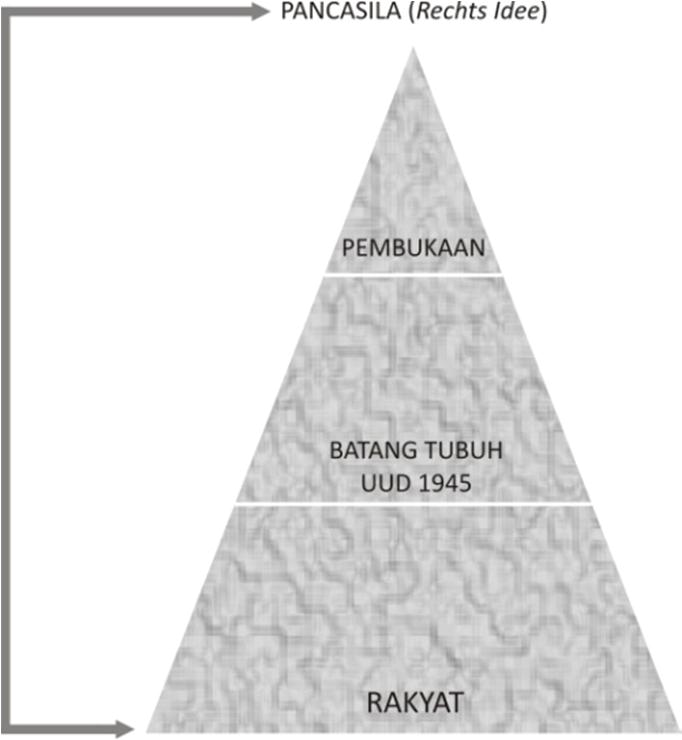 PANCASILA (Rechts Idee)
PEMBUKAAN
BATANG TUBUH
UUD 1945
RAKYAT